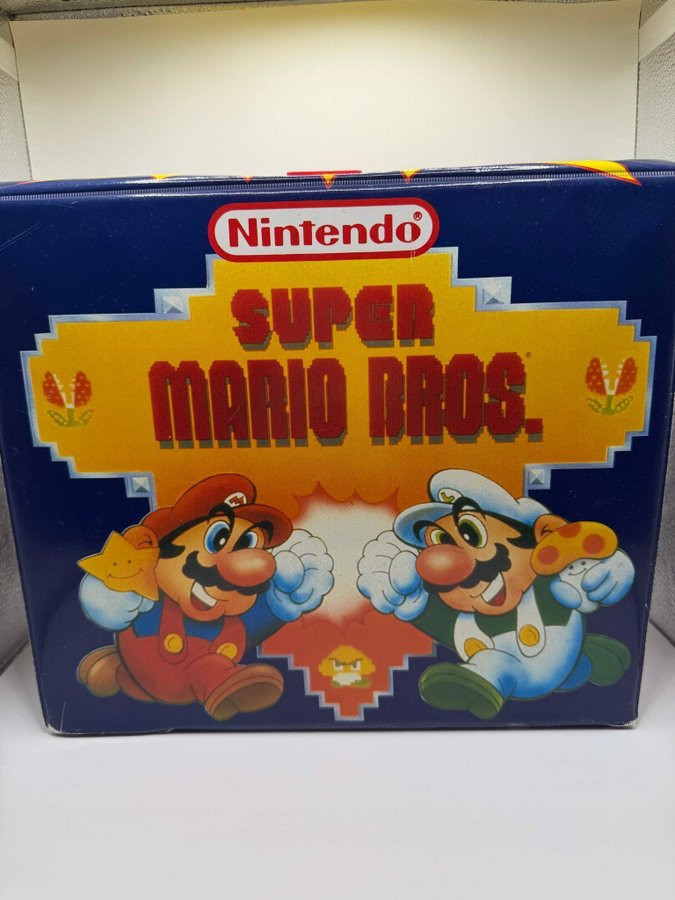 Nintendo®
SUPER
MARIO BROS.
M
L